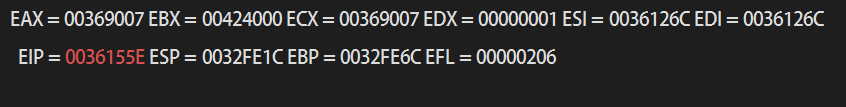 EAX = 00369007 EBX = 00424000 ECX = 00369007 EDX = 00000001 ESI = 0036126C EDI = 0036126C
EIP = 0036155E ESP = 0032FE1C EBP = 0032FE6C EFL = 00000206